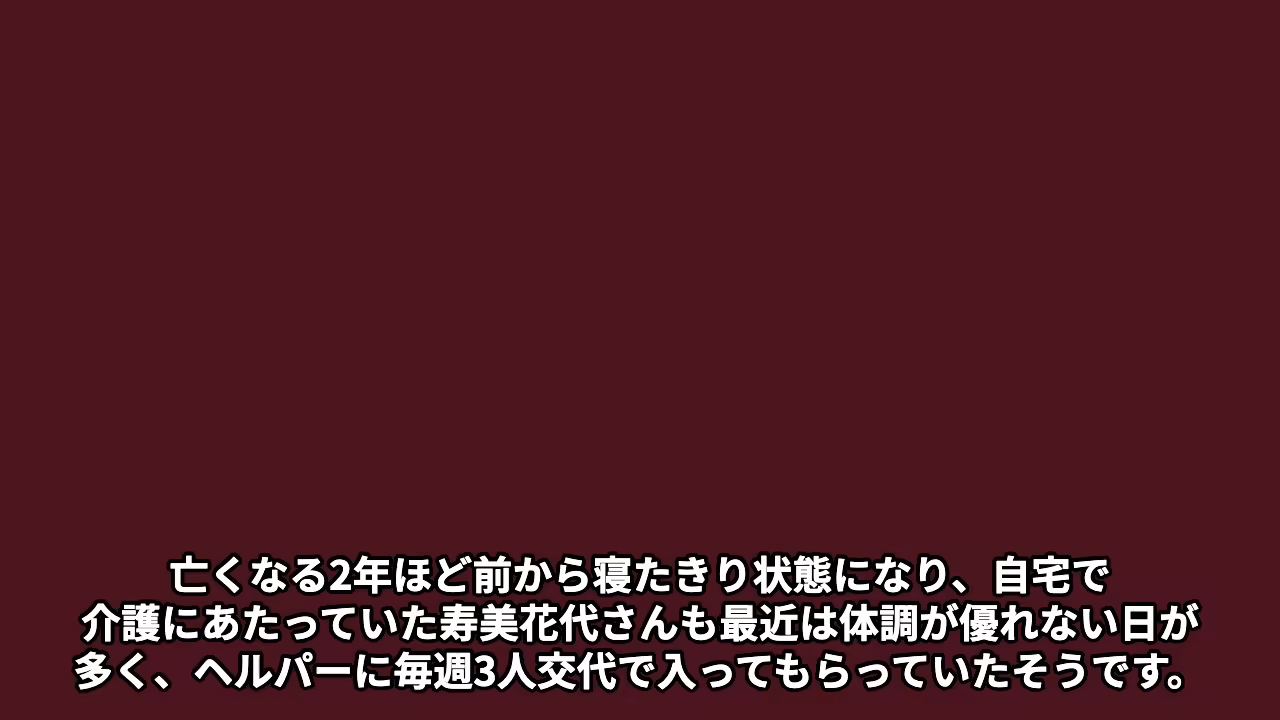 亡くなる2年ほど前から寝たきり状態になり、自宅で
介護にあたっていた寿美花代さんも最近は体調が優れない日が
多く、ヘルパーに毎週3人交代で入ってもらっていたそうです。